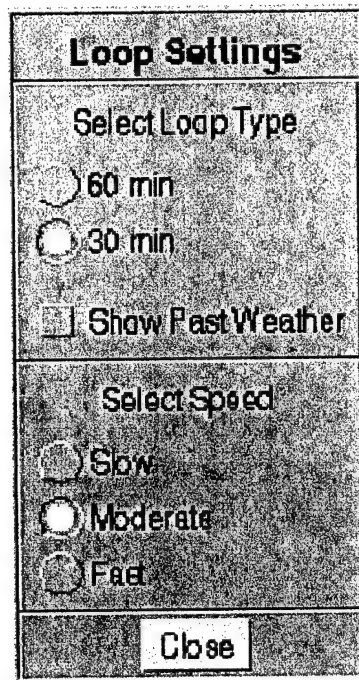 Loop Settings
Select Loop Type
60 min
30 min
Show Past Weather
Select Speed
Slow
Moderate
Fast
Close